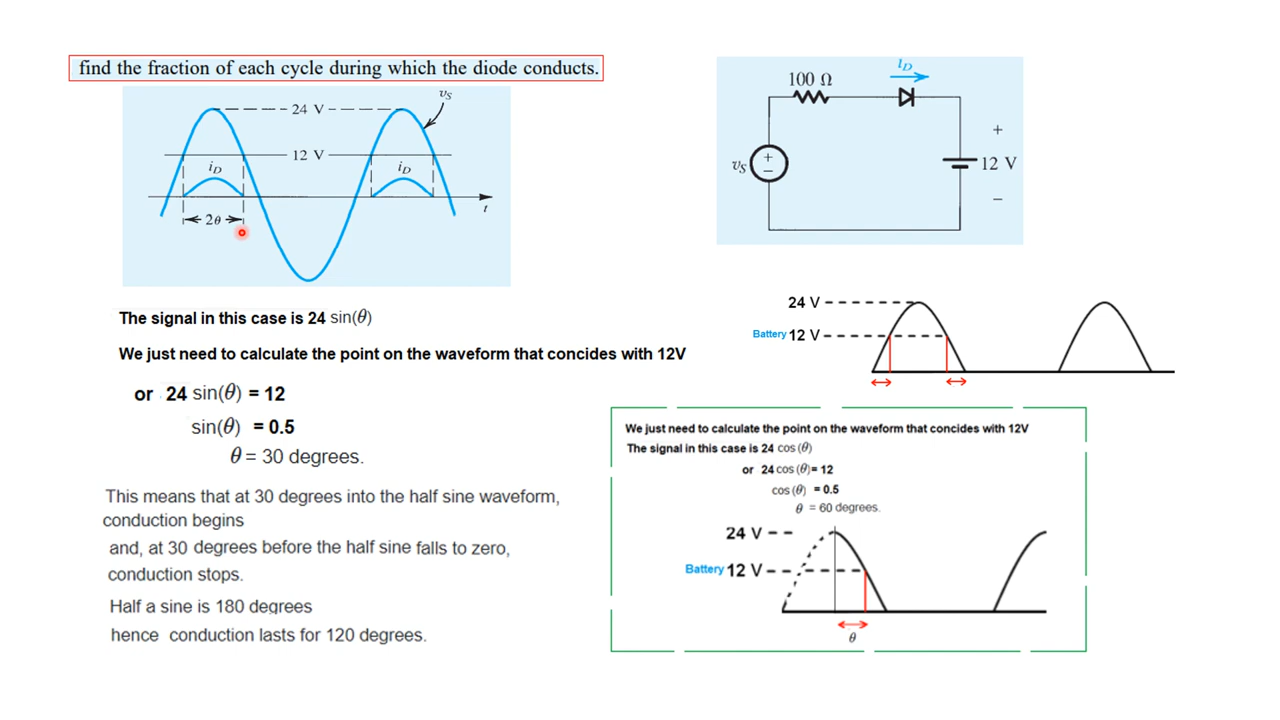 find the fraction of each cycle during which the diode conducts.
υS
24 V
12 V
iD
iD
2θ
t
100 Ω
iD
+
υS
+
−
12 V
−
The signal in this case is 24 sin(θ)
We just need to calculate the point on the waveform that concides with 12V
or 24 sin(θ) = 12
sin(θ) = 0.5
θ = 30 degrees.
This means that at 30 degrees into the half sine waveform,
conduction begins
and, at 30 degrees before the half sine falls to zero,
conduction stops.
Half a sine is 180 degrees
hence conduction lasts for 120 degrees.
24 V
Battery 12 V
We just need to calculate the point on the waveform that concides with 12V
The signal in this case is 24 cos (θ)
or 24 cos (θ) = 12
cos (θ) = 0.5
θ = 60 degrees.
24 V
Battery 12 V
θ